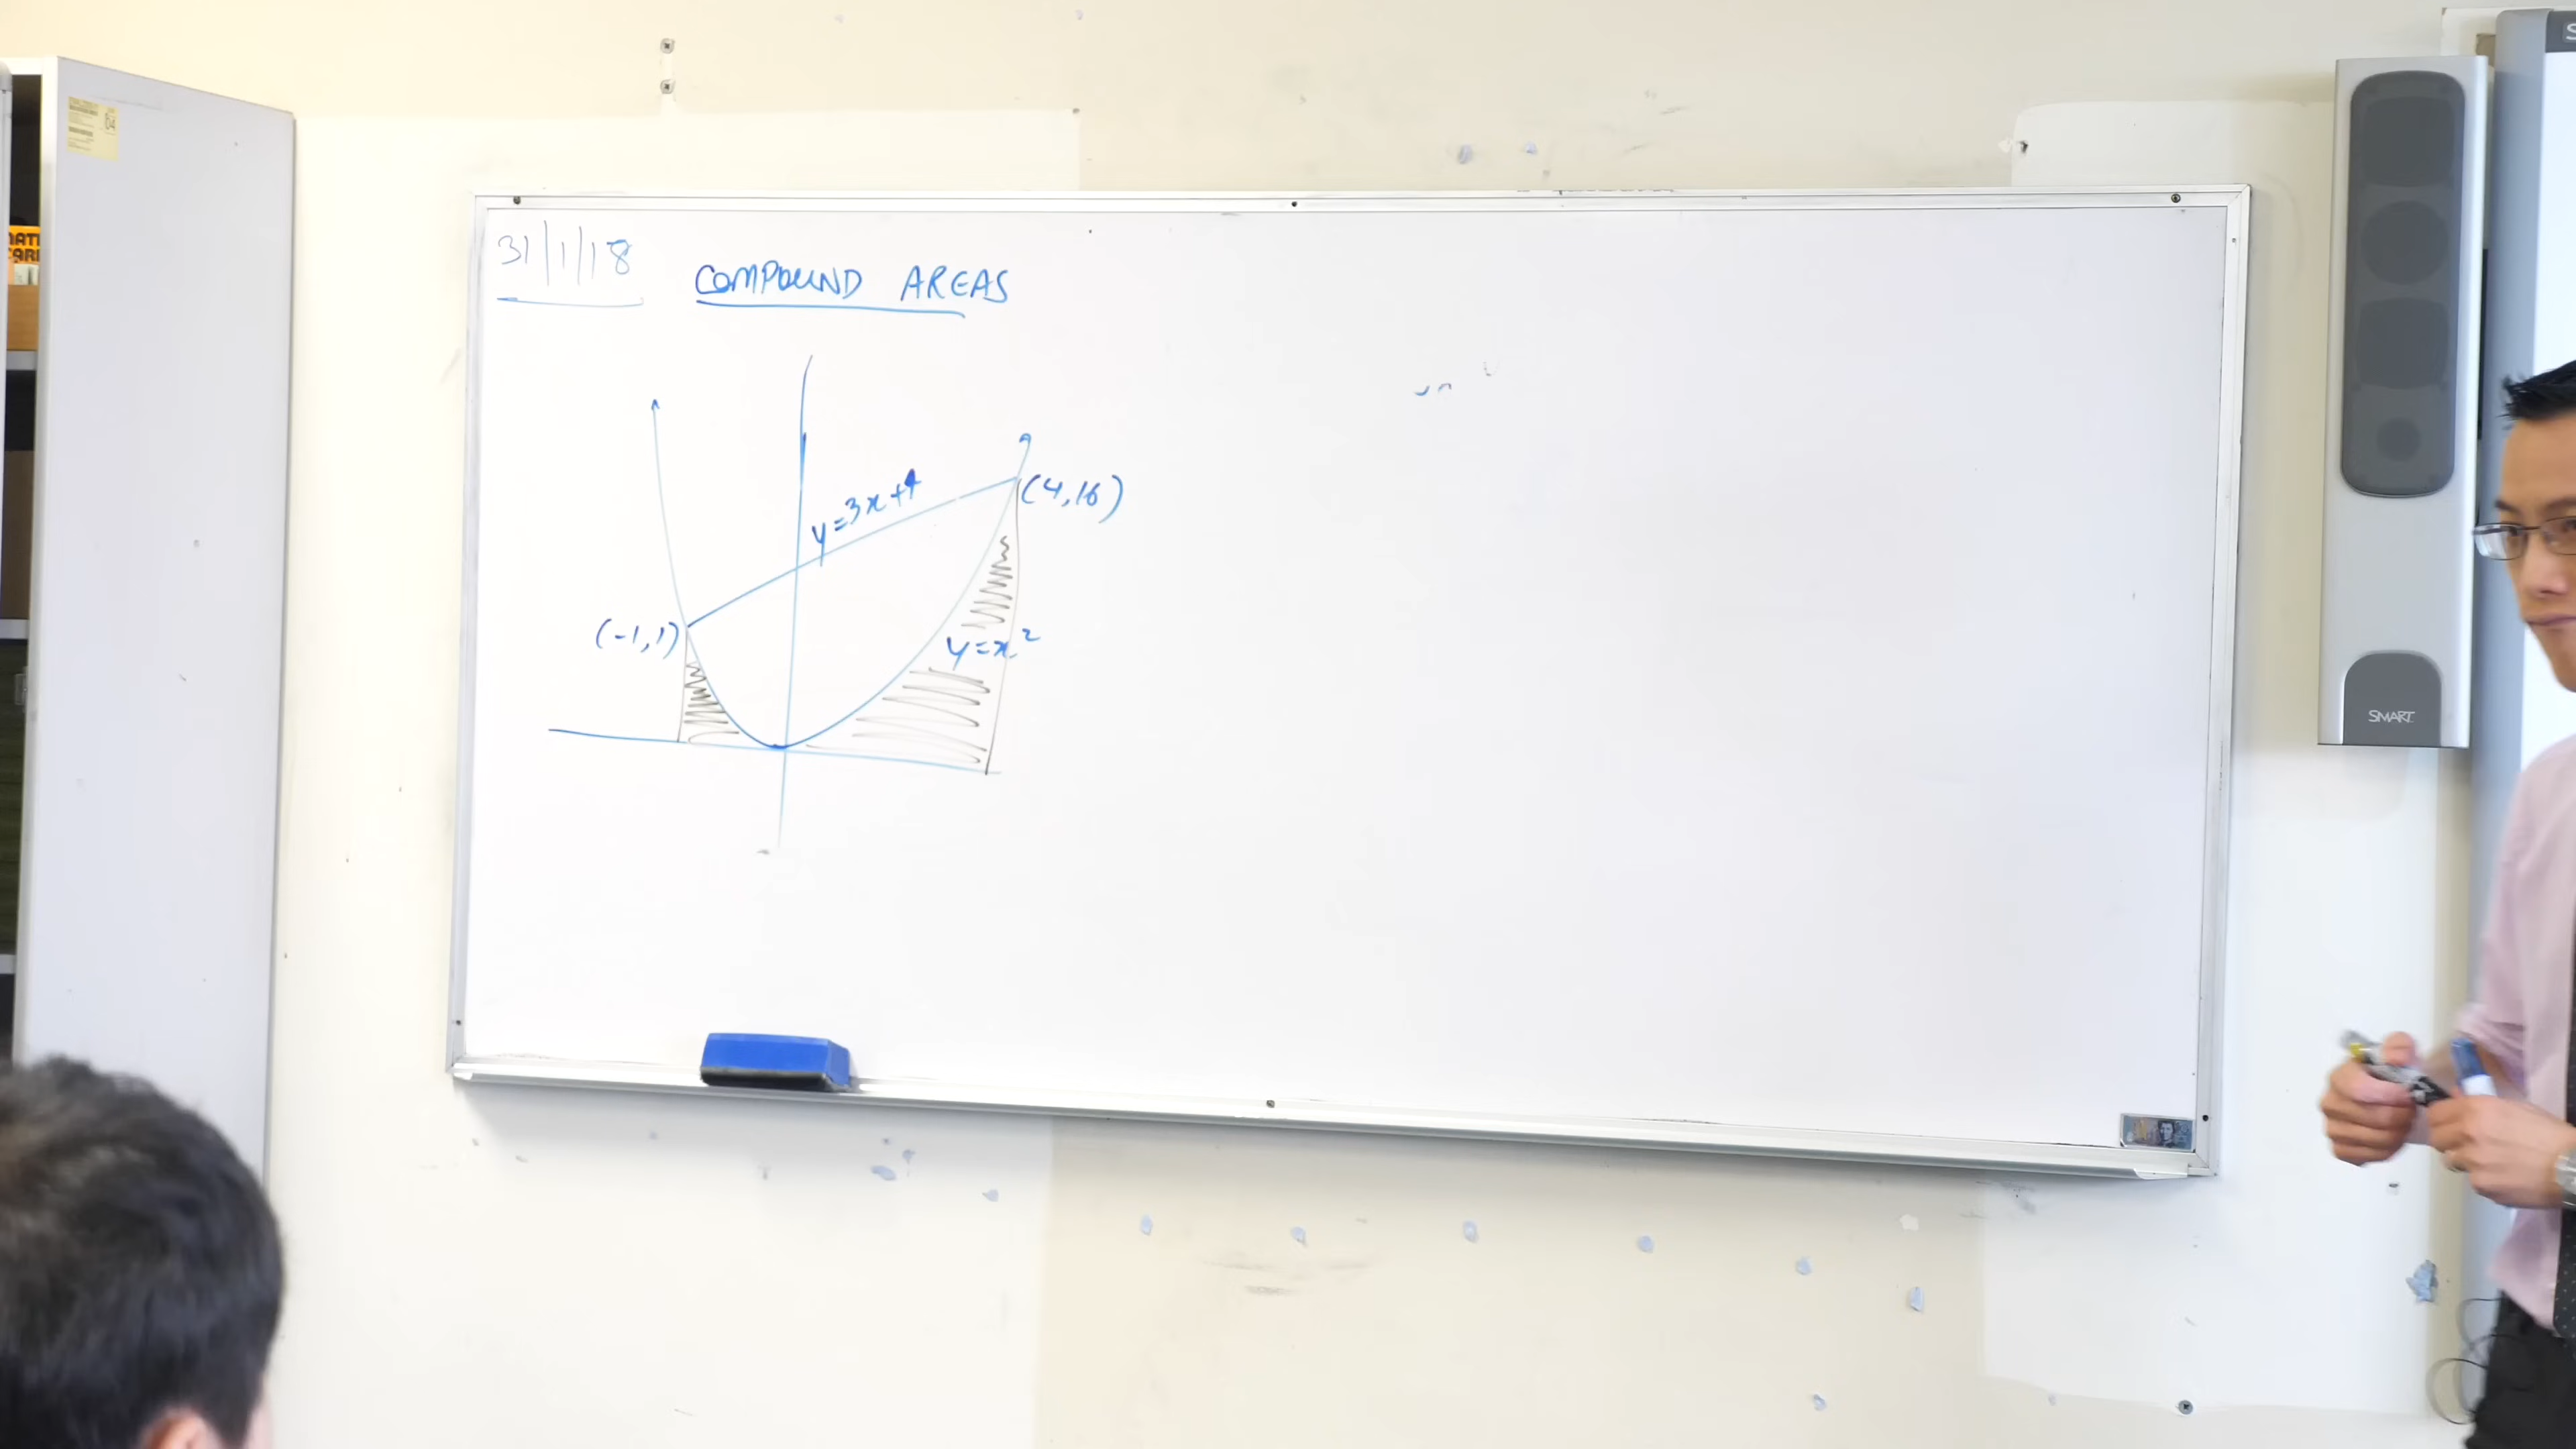 31/1/18
COMPOUND AREAS
y=3x+4
(4,16)
(-1,1)
y=x²
SMART